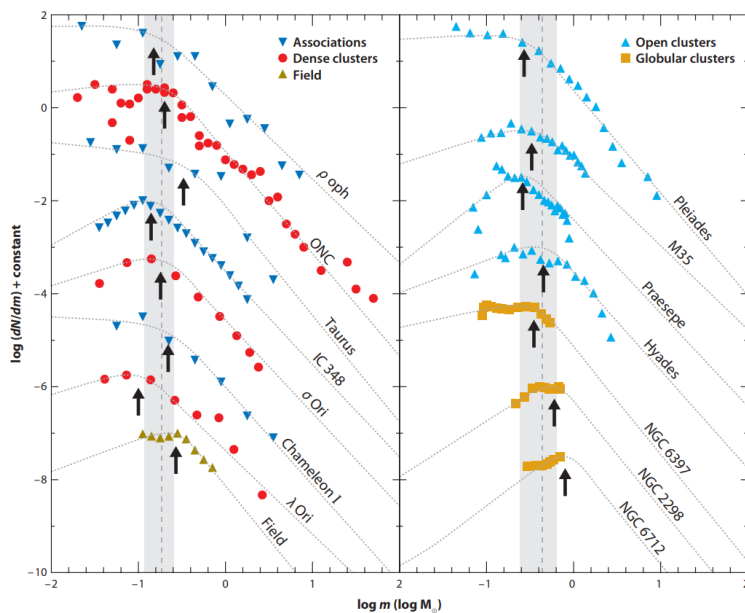 2
0
−2
−4
−6
−8
−10
log (dN/dm) + constant
Associations
Dense clusters
Field
ρ oph
ONC
Taurus
IC 348
σ Ori
Chameleon I
λ Ori
Field
−2
−1
0
1
Open clusters
Globular clusters
Pleiades
M35
Praesepe
Hyades
NGC 6397
NGC 2298
NGC 6712
2
−1
0
1
2
log m (log M☉)